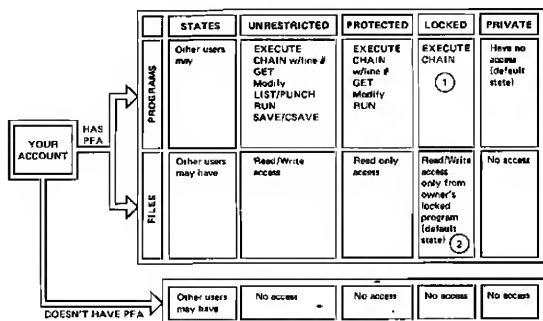 STATES UNRESTRICTED PROTECTED LOCKED PRIVATE
PROGRAMS
Other users
may
EXECUTE
CHAIN w/line #
GET
Modify
LIST/PUNCH
RUN
SAVE/CSAVE
EXECUTE
CHAIN
w/line #
GET
Modify
RUN
EXECUTE
CHAIN
1
Have no
access
(default
state)
YOUR
ACCOUNT
HAS
PFA
FILES
Other users
may have
Read/Write
access
Read only
access
Read/Write
access
only from
owner's
locked
program
(default
state)
2
No access
DOESN'T HAVE PFA
Other users
may have
No access
No access
No access
No access